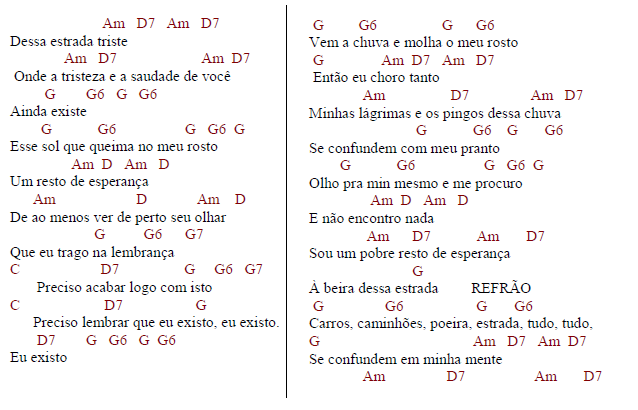 Am D7 Am D7
Dessa estrada triste
Am D7 Am D7
Onde a tristeza e a saudade de você
G G6 G G6
Ainda existe
G G6 G G6 G
Esse sol que queima no meu rosto
Am D Am D
Um resto de esperança
Am D Am D
De ao menos ver de perto seu olhar
G G6 G7
Que eu trago na lembrança
C D7 G G6 G7
Preciso acabar logo com isto
C D7 G
Preciso lembrar que eu existo, eu existo.
D7 G G6 G G6
Eu existo
G G6 G G6
Vem a chuva e molha o meu rosto
G Am D7 Am D7
Então eu choro tanto
Am D7 Am D7
Minhas lágrimas e os pingos dessa chuva
G G6 G G6
Se confundem com meu pranto
G G6 G G6 G
Olho pra min mesmo e me procuro
Am D Am D
E não encontro nada
Am D7 Am D7
Sou um pobre resto de esperança
G
À beira dessa estrada REFRÃO
G G6 G G6
Carros, caminhões, poeira, estrada, tudo, tudo,
G Am D7 Am D7
Se confundem em minha mente
Am D7 Am D7